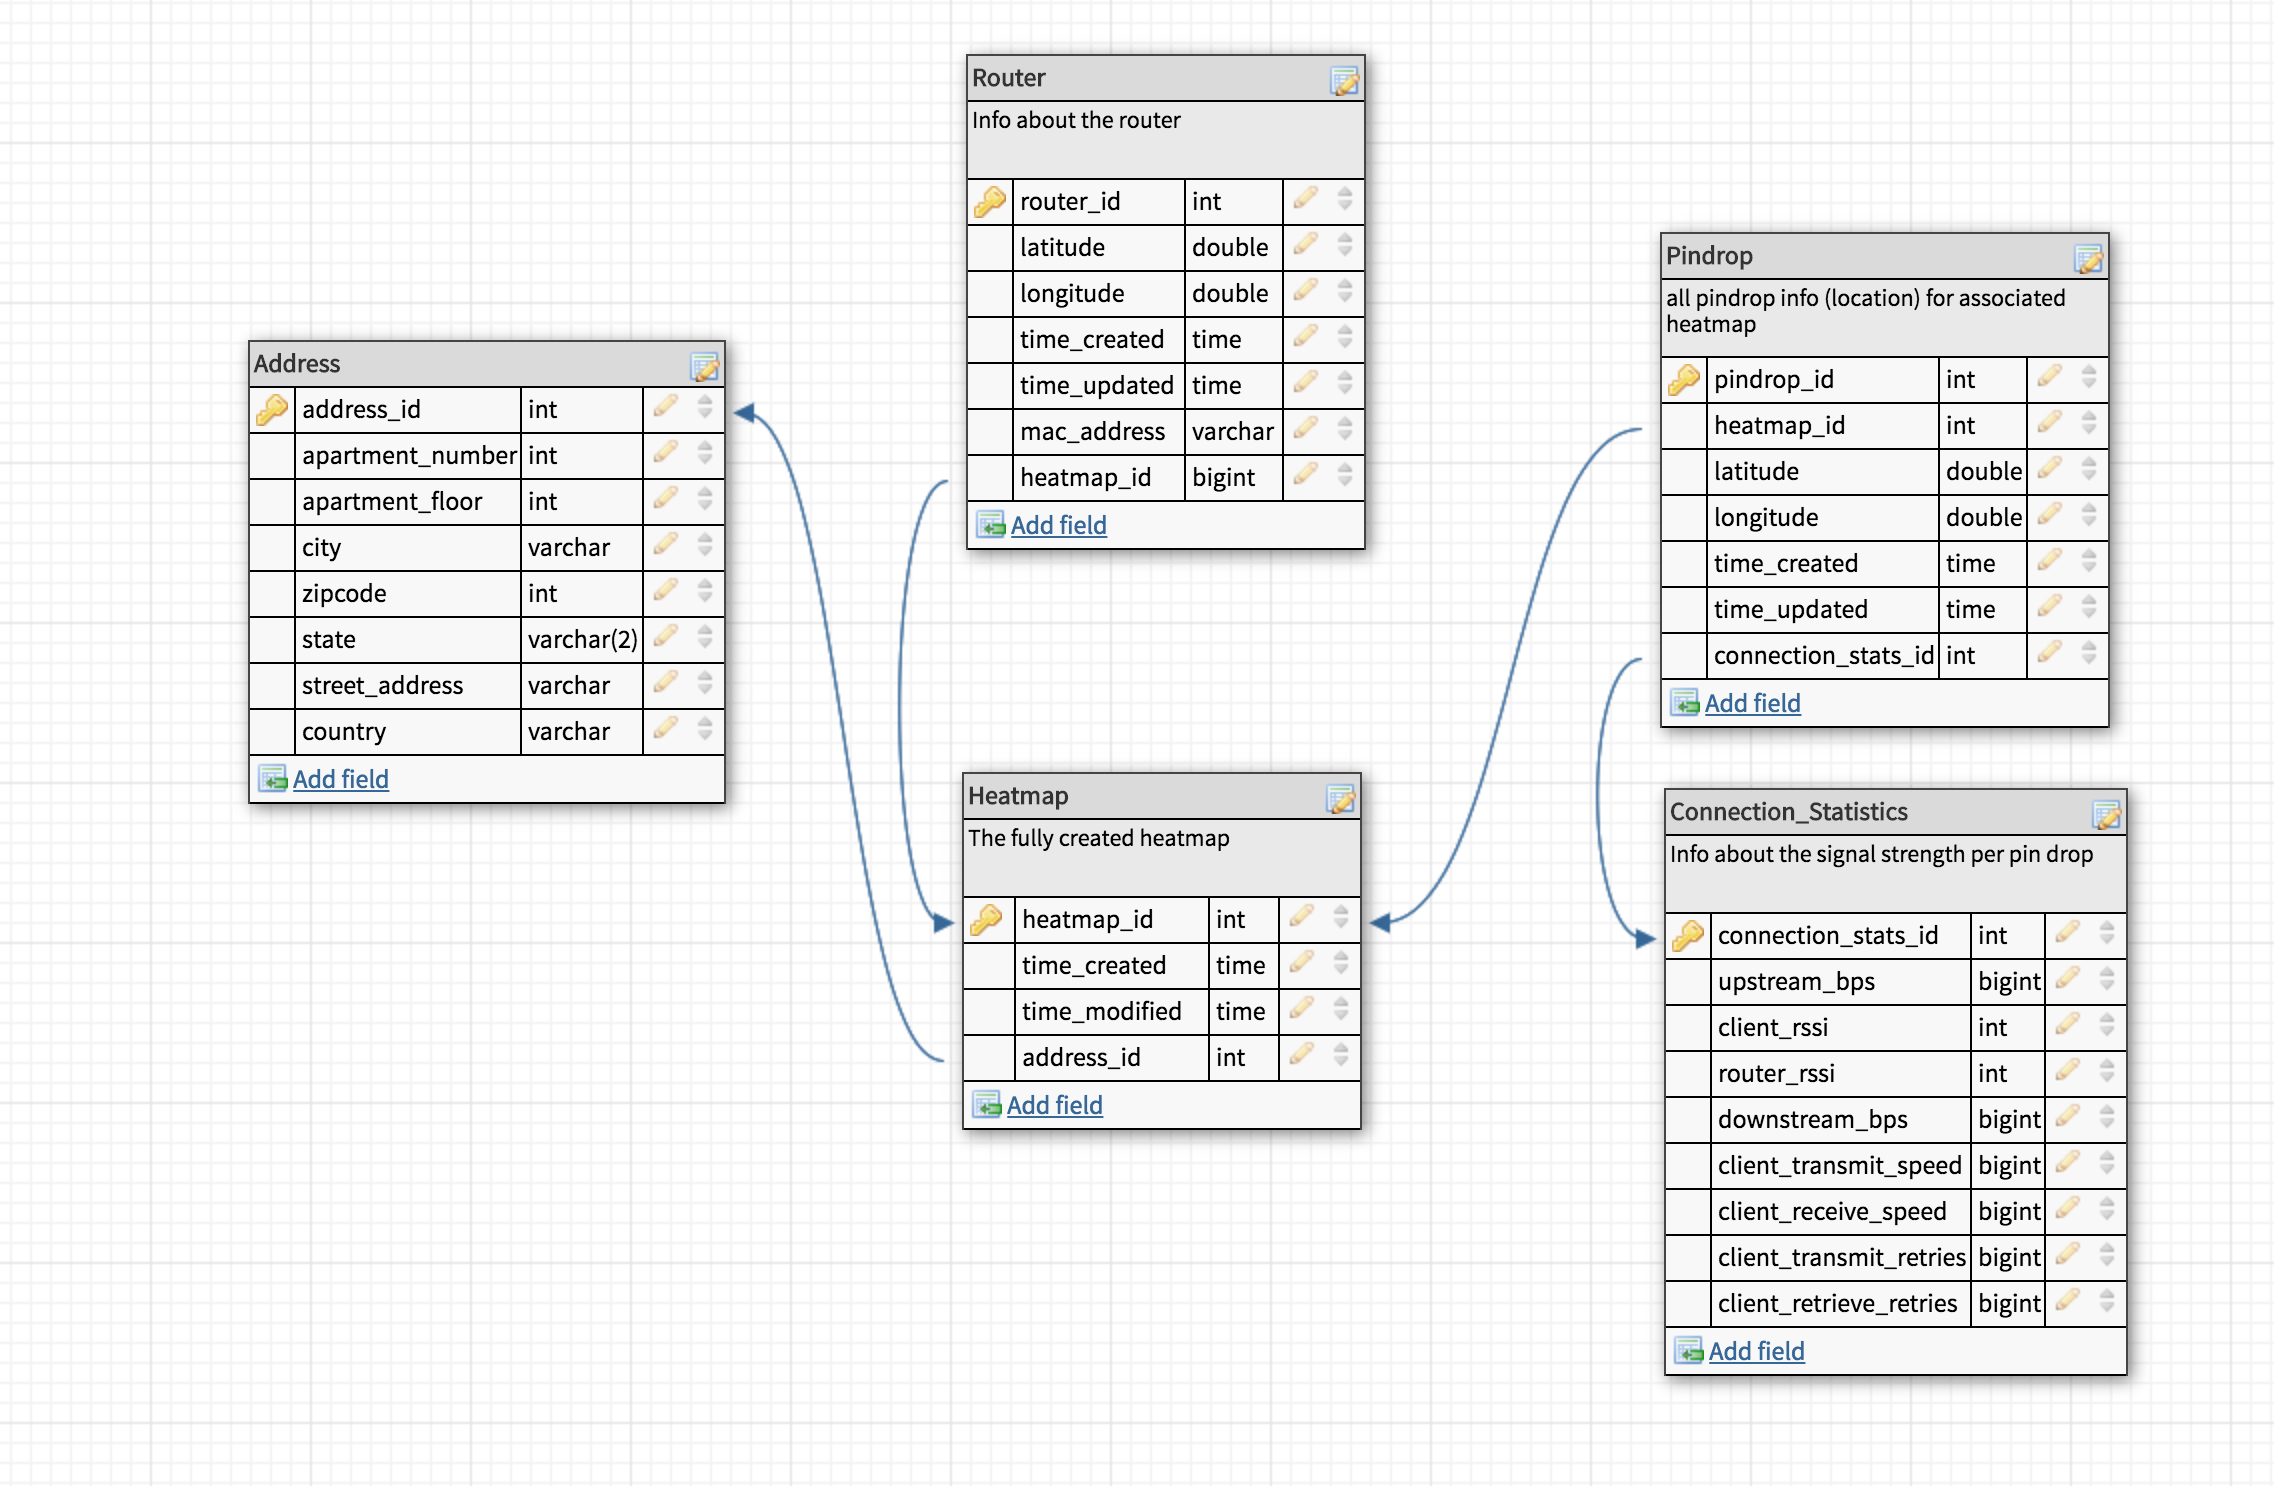 Router
Info about the router
router_id int
latitude double
longitude double
time_created time
time_updated time
mac_address varchar
heatmap_id bigint
Add field
Pindrop
all pindrop info (location) for associated
heatmap
pindrop_id int
heatmap_id int
latitude double
longitude double
time_created time
time_updated time
connection_stats_id int
Add field
Address
address_id int
apartment_number int
apartment_floor int
city varchar
zipcode int
state varchar(2)
street_address varchar
country varchar
Add field
Heatmap
The fully created heatmap
heatmap_id int
time_created time
time_modified time
address_id int
Add field
Connection_Statistics
Info about the signal strength per pin drop
connection_stats_id int
upstream_bps bigint
client_rssi int
router_rssi int
downstream_bps bigint
client_transmit_speed bigint
client_receive_speed bigint
client_transmit_retries bigint
client_retrieve_retries bigint
Add field